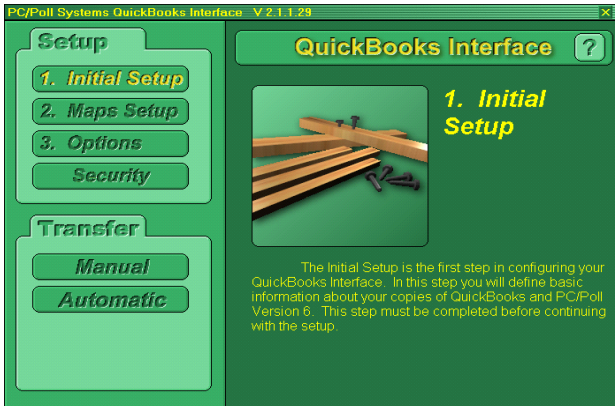 PC/Poll Systems QuickBooks Interface  V 2.1.1.29
Setup
1. Initial Setup
2. Maps Setup
3. Options
Security
Transfer
Manual
Automatic
QuickBooks Interface ?
1. Initial
Setup
The Initial Setup is the first step in configuring your
QuickBooks Interface. In this step you will define basic
information about your copies of QuickBooks and PC/Poll
Version 6. This step must be completed before continuing
with the setup.